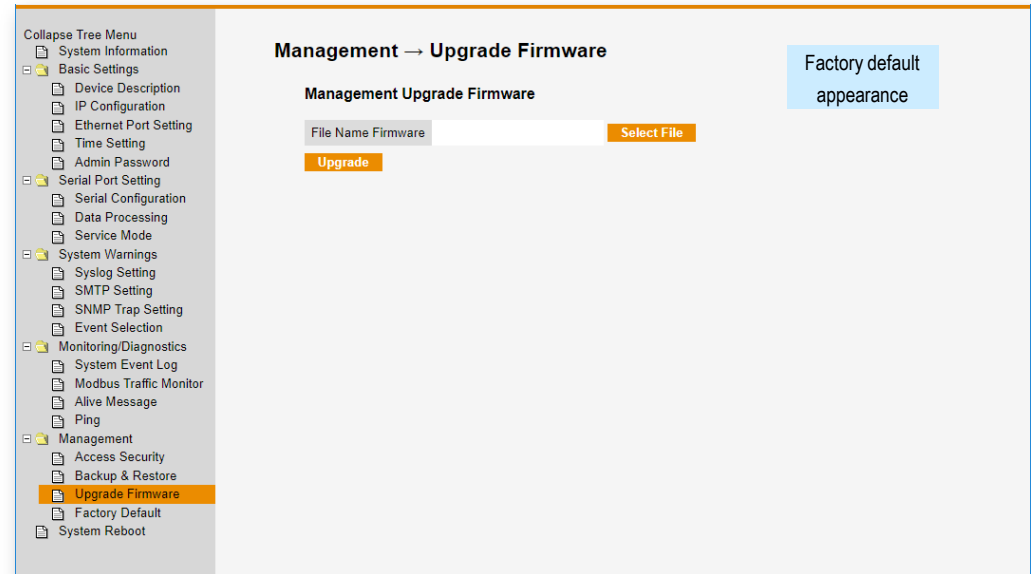 Collapse Tree Menu
System Information
Basic Settings
Device Description
IP Configuration
Ethernet Port Setting
Time Setting
Admin Password
Serial Port Setting
Serial Configuration
Data Processing
Service Mode
System Warnings
Syslog Setting
SMTP Setting
SNMP Trap Setting
Event Selection
Monitoring/Diagnostics
System Event Log
Modbus Traffic Monitor
Alive Message
Ping
Management
Access Security
Backup & Restore
Upgrade Firmware
Factory Default
System Reboot
Management → Upgrade Firmware
Management Upgrade Firmware
File Name Firmware Select File
Upgrade
Factory default
appearance